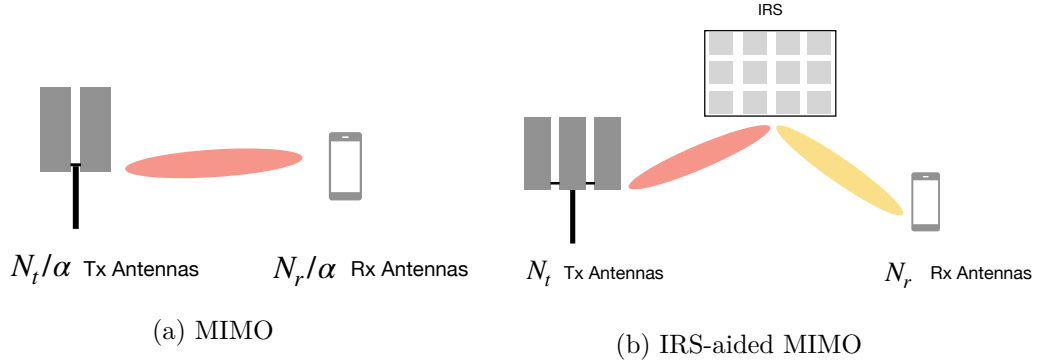 IRS
N_t/α Tx Antennas
N_r/α Rx Antennas
N_t Tx Antennas
N_r Rx Antennas
(a) MIMO
(b) IRS-aided MIMO